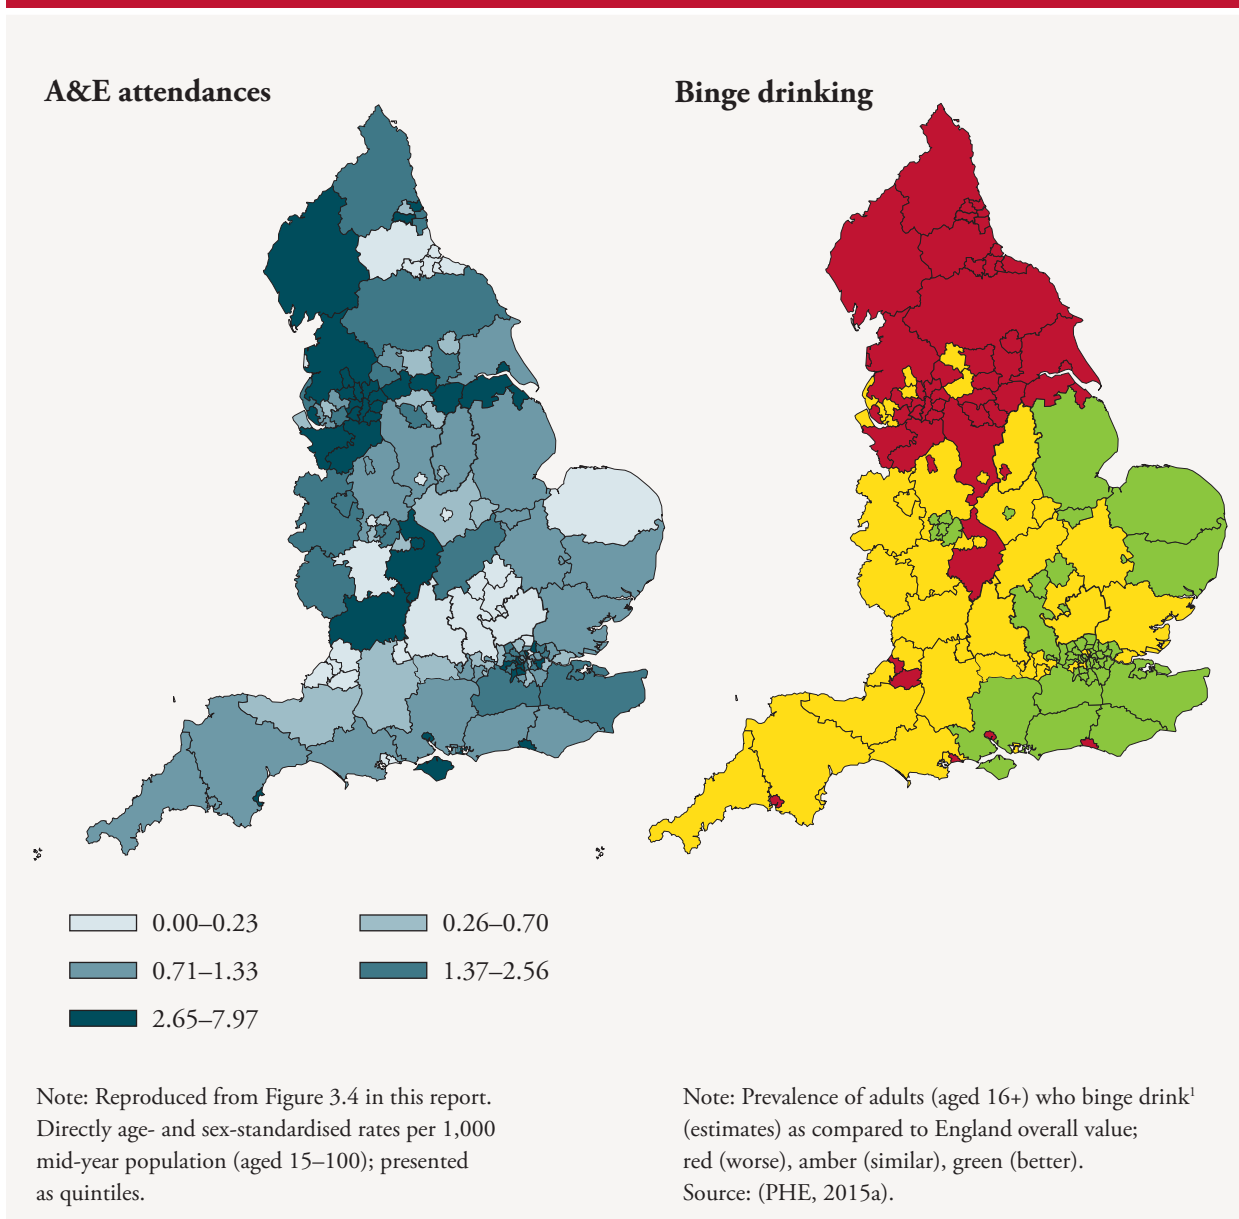 A&E attendances
Binge drinking
0.00–0.23
0.26–0.70
0.71–1.33
1.37–2.56
2.65–7.97
Note: Reproduced from Figure 3.4 in this report.
Directly age- and sex-standardised rates per 1,000
mid-year population (aged 15–100); presented
as quintiles.
Note: Prevalence of adults (aged 16+) who binge drink¹
(estimates) as compared to England overall value;
red (worse), amber (similar), green (better).
Source: (PHE, 2015a).